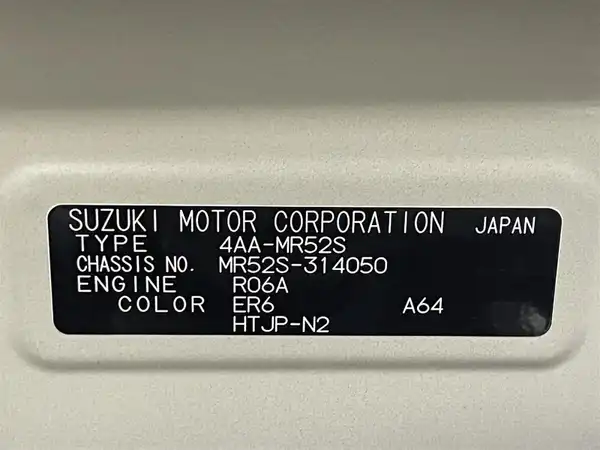 SUZUKI MOTOR CORPORATION JAPAN
TYPE 4AA-MR52S
CHASSIS NO. MR52S-314050
ENGINE R06A
COLOR ER6 A64
HTJP-N2